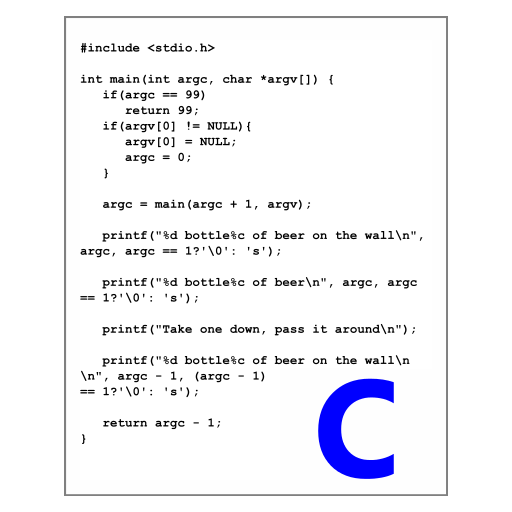 #include <stdio.h>

int main(int argc, char *argv[]) {
   if(argc == 99)
      return 99;
   if(argv[0] != NULL){
      argv[0] = NULL;
      argc = 0;
   }

   argc = main(argc + 1, argv);

   printf("%d bottle%c of beer on the wall\n",
argc, argc == 1?'\0': 's');

   printf("%d bottle%c of beer\n", argc, argc
== 1?'\0': 's');

   printf("Take one down, pass it around\n");

   printf("%d bottle%c of beer on the wall\n
\n", argc - 1, (argc - 1)
== 1?'\0': 's');

   return argc - 1;
}
C